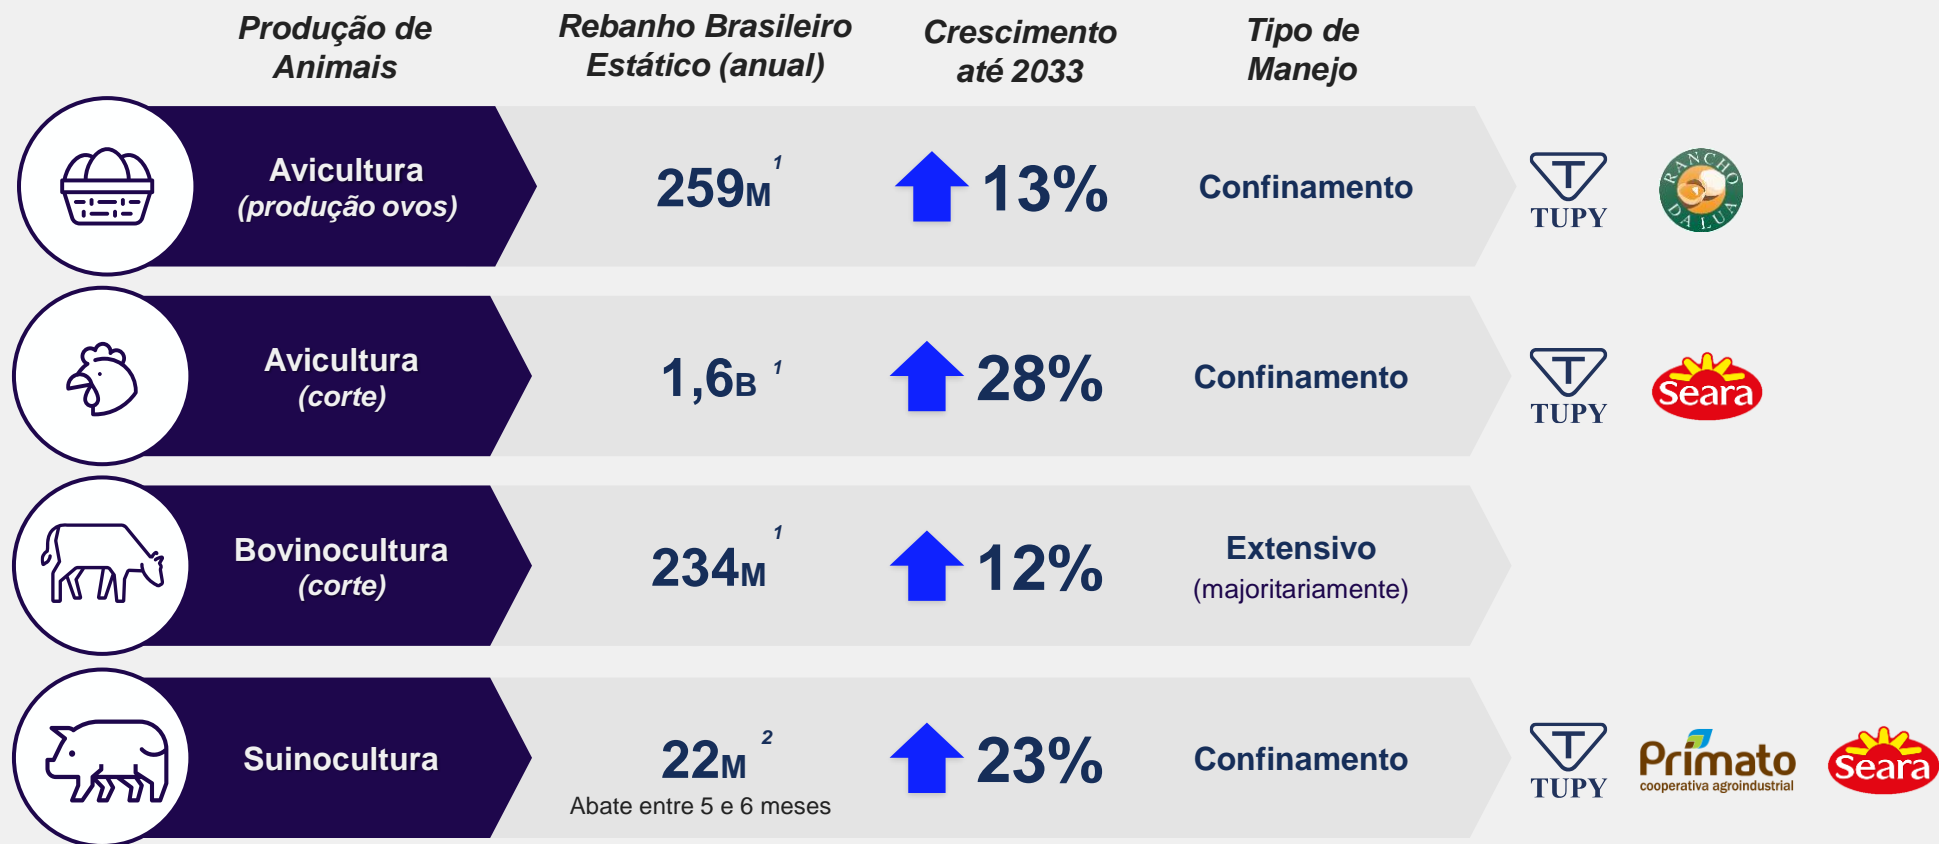 Produção de
Animais
Rebanho Brasileiro
Estático (anual)
Crescimento
até 2033
Tipo de
Manejo
Avicultura
(produção ovos)
259M 1
13%
Confinamento
TUPY
RANCHO
DA LUA
Avicultura
(corte)
1,6B 1
28%
Confinamento
TUPY
Seara
Bovinocultura
(corte)
234M 1
12%
Extensivo
(majoritariamente)
Suinocultura
22M 2
Abate entre 5 e 6 meses
23%
Confinamento
TUPY
Prímato
cooperativa agroindustrial
Seara